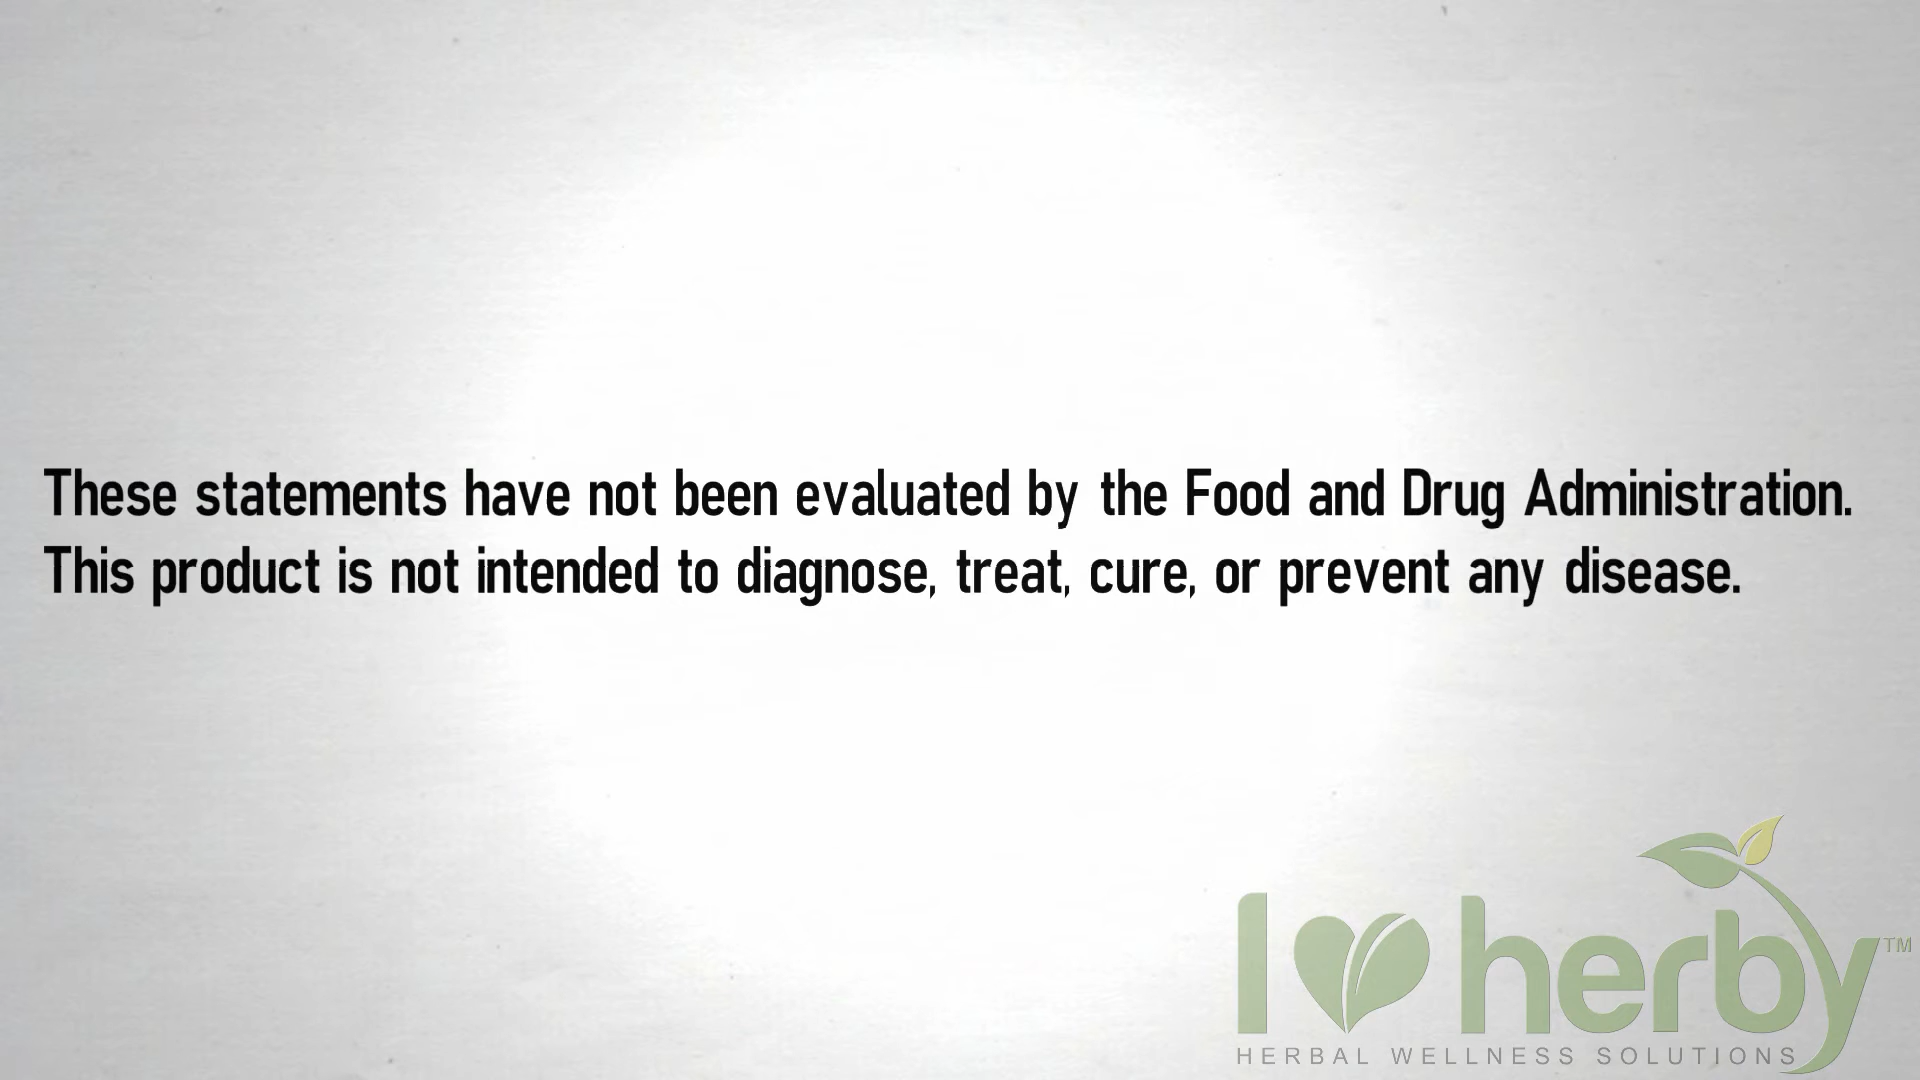 These statements have not been evaluated by the Food and Drug Administration.
This product is not intended to diagnose, treat, cure, or prevent any disease.
I herby™
HERBAL WELLNESS SOLUTIONS